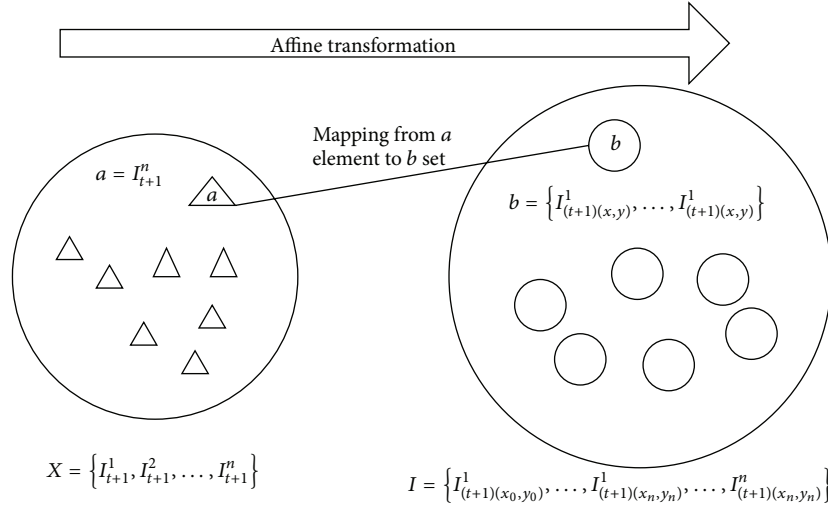 Affine transformation
Mapping from a
element to b set
a = I^n_{t+1}
a
b
b = {I^1_{(t+1)(x,y)}, . . . , I^1_{(t+1)(x,y)}}
X = {I^1_{t+1}, I^2_{t+1}, . . . , I^n_{t+1}}
I = {I^1_{(t+1)(x_0,y_0)}, . . . , I^1_{(t+1)(x_n,y_n)}, . . . , I^n_{(t+1)(x_n,y_n)}}